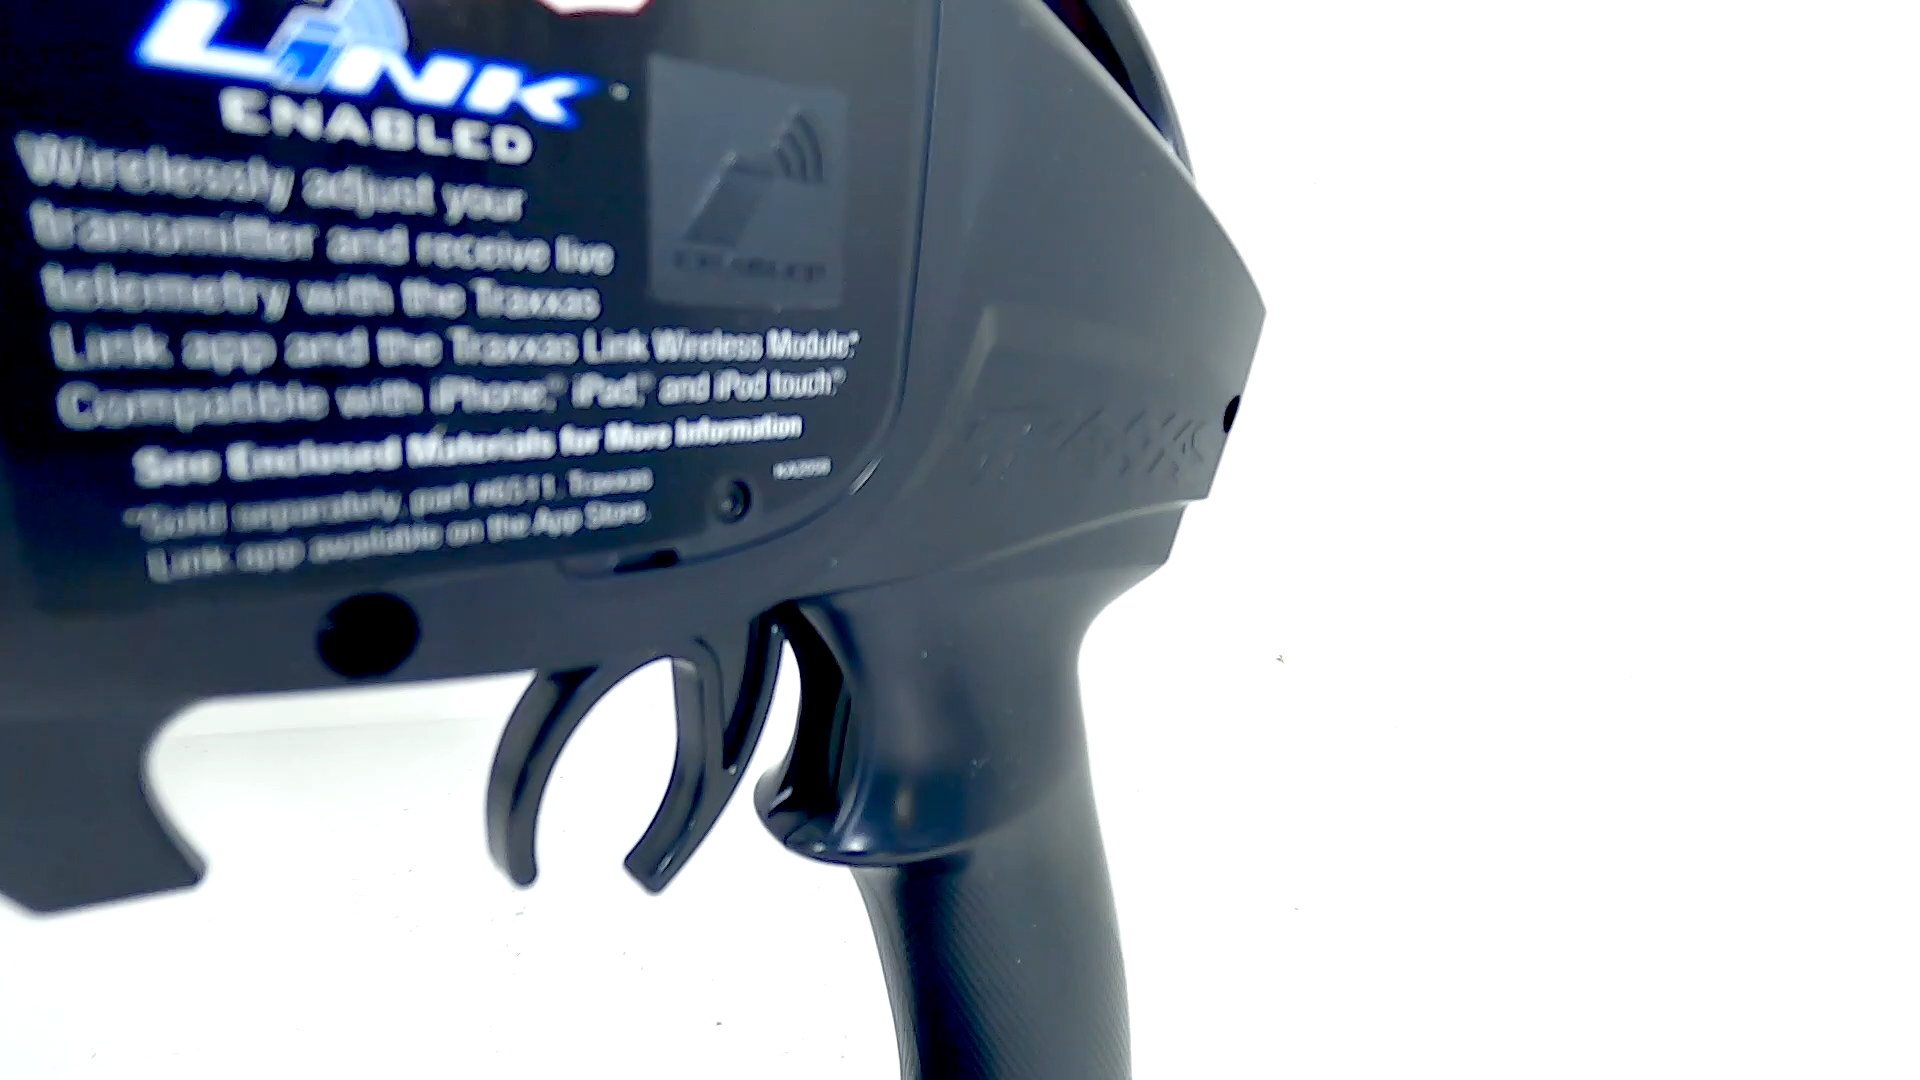 LiNK
ENABLED
Wirelessly adjust your
transmitter and receive live
telemetry with the Traxxas
Link app and the Traxxas Link Wireless Module.*
Compatible with iPhone,® iPad,® and iPod touch.®
See Enclosed Materials for More Information
*Sold separately, part #6511. Traxxas
Link app available on the App Store.
ENABLED
TRAXXAS